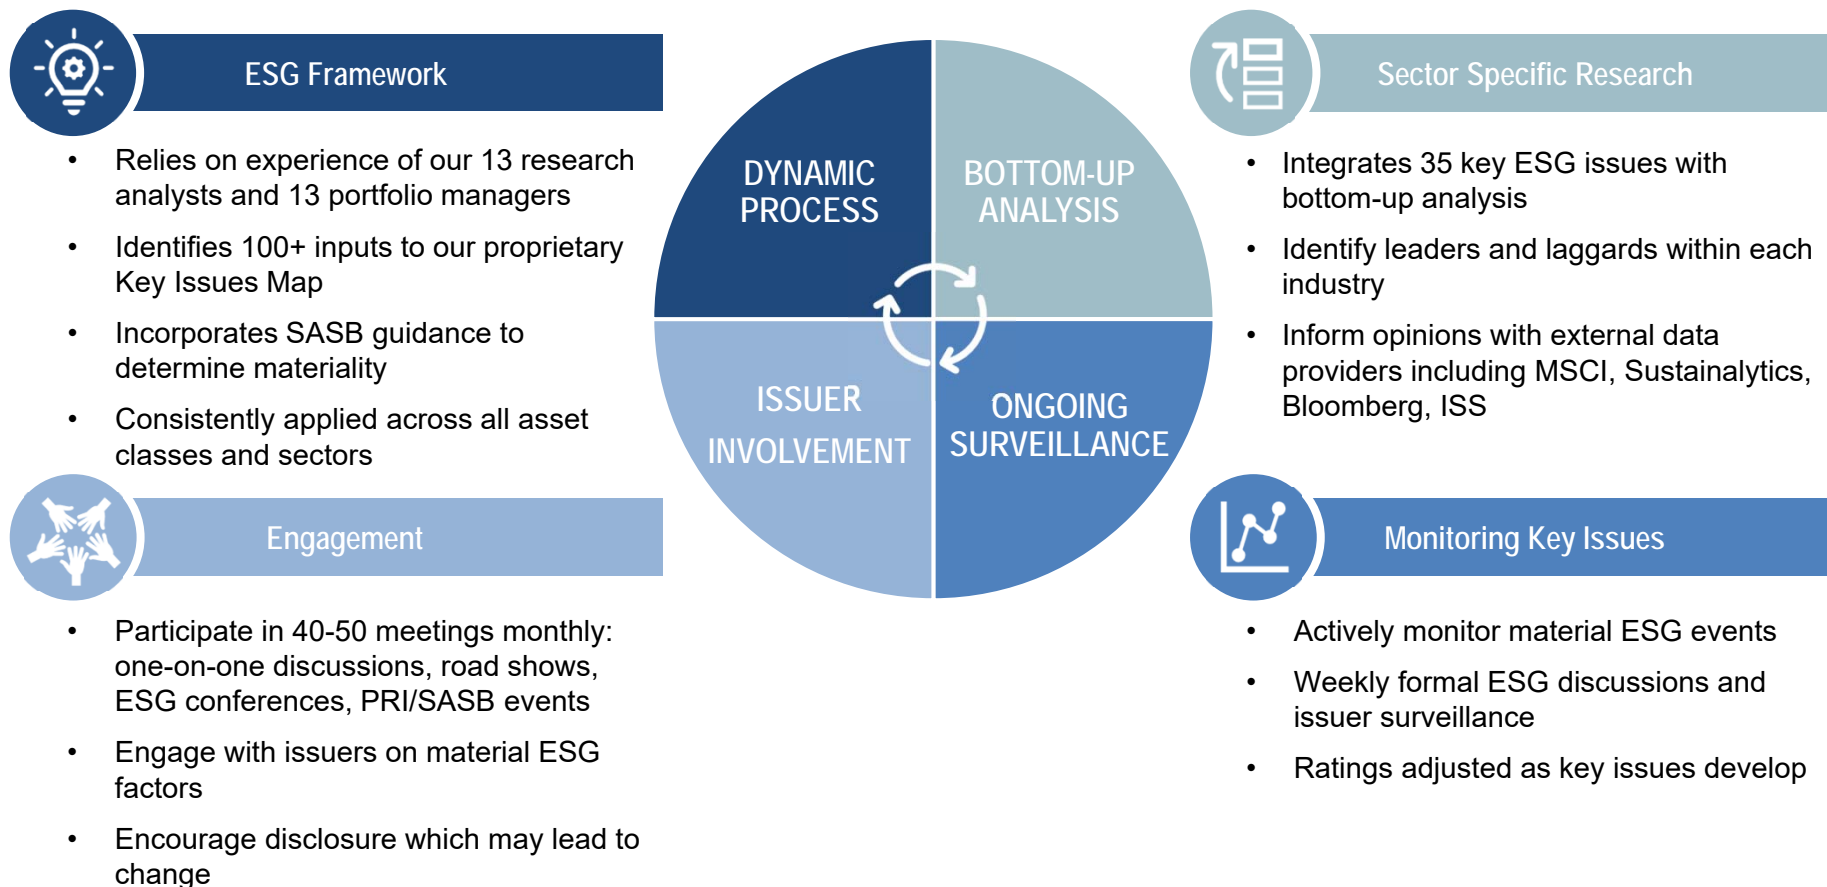 ESG Framework
• Relies on experience of our 13 research
analysts and 13 portfolio managers
• Identifies 100+ inputs to our proprietary
Key Issues Map
• Incorporates SASB guidance to
determine materiality
• Consistently applied across all asset
classes and sectors
DYNAMIC
PROCESS
BOTTOM-UP
ANALYSIS
ISSUER
INVOLVEMENT
ONGOING
SURVEILLANCE
Sector Specific Research
• Integrates 35 key ESG issues with
bottom-up analysis
• Identify leaders and laggards within each
industry
• Inform opinions with external data
providers including MSCI, Sustainalytics,
Bloomberg, ISS
Engagement
• Participate in 40-50 meetings monthly:
one-on-one discussions, road shows,
ESG conferences, PRI/SASB events
• Engage with issuers on material ESG
factors
• Encourage disclosure which may lead to
change
Monitoring Key Issues
• Actively monitor material ESG events
• Weekly formal ESG discussions and
issuer surveillance
• Ratings adjusted as key issues develop